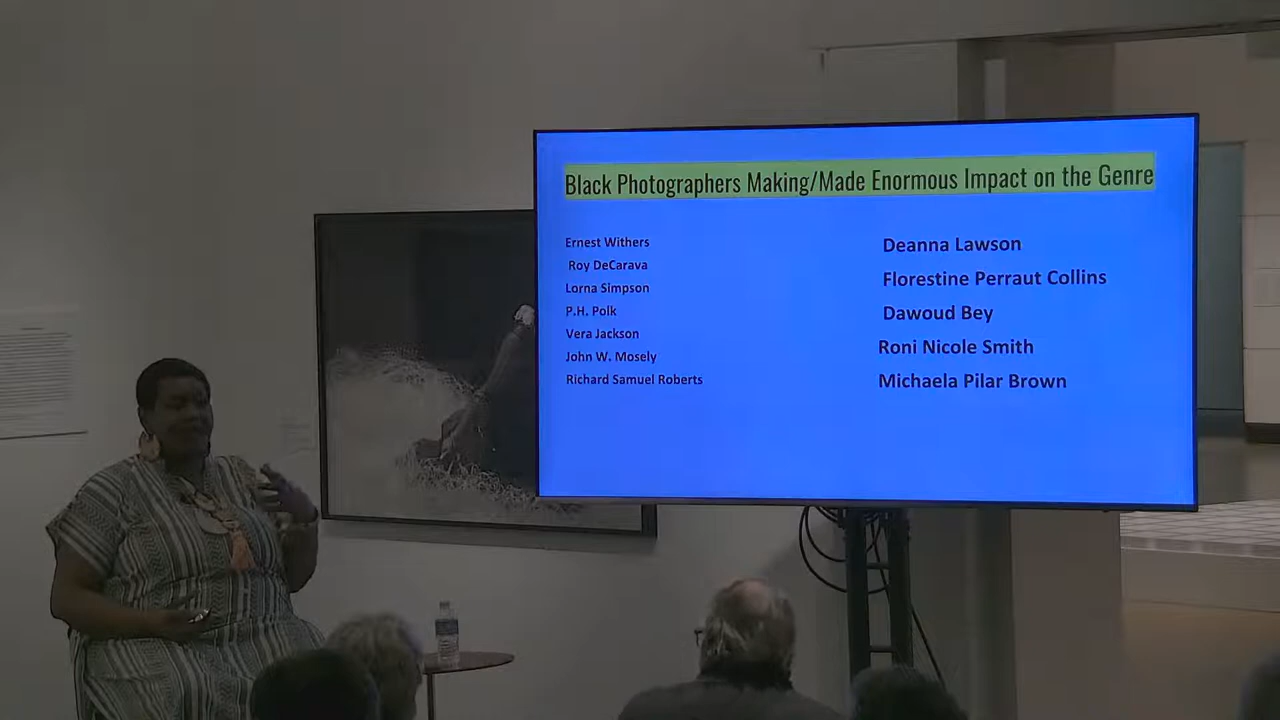 Black Photographers Making/Made Enormous Impact on the Genre
Ernest Withers
Roy DeCarava
Lorna Simpson
P.H. Polk
Vera Jackson
John W. Mosely
Richard Samuel Roberts
Deanna Lawson
Florestine Perraut Collins
Dawoud Bey
Roni Nicole Smith
Michaela Pilar Brown